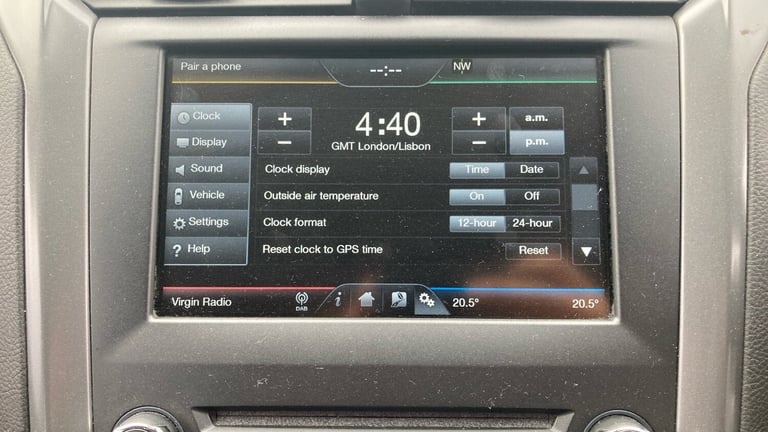 Pair a phone
--:--
NW
Clock
Display
Sound
Vehicle
Settings
? Help
+
−
4:40
GMT London/Lisbon
+
−
a.m.
p.m.
Clock display Time Date
Outside air temperature On Off
Clock format 12-hour 24-hour
Reset clock to GPS time Reset
Virgin Radio DAB i 20.5° 20.5°